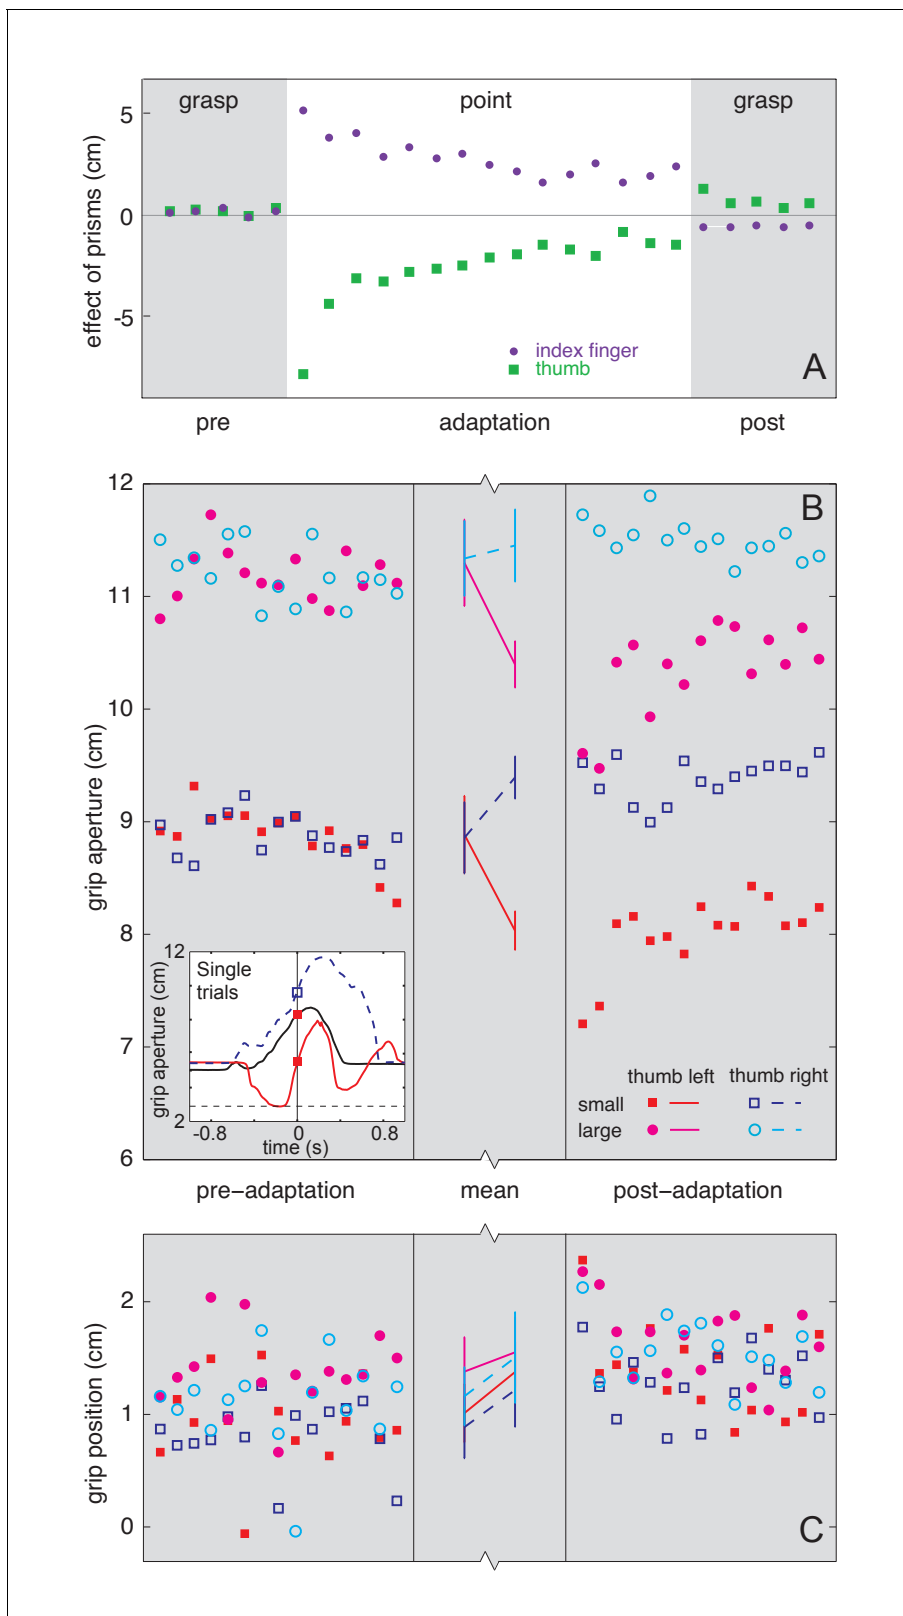 grasp
point
grasp
effect of prisms (cm)
5
0
-5
index finger
thumb
A
pre
adaptation
post
B
grip aperture (cm)
12
11
10
9
8
7
6
Single
trials
grip aperture (cm)
12
2
-0.8
0
0.8
time (s)
thumb left
thumb right
small
large
pre–adaptation
mean
post–adaptation
grip position (cm)
2
1
0
C